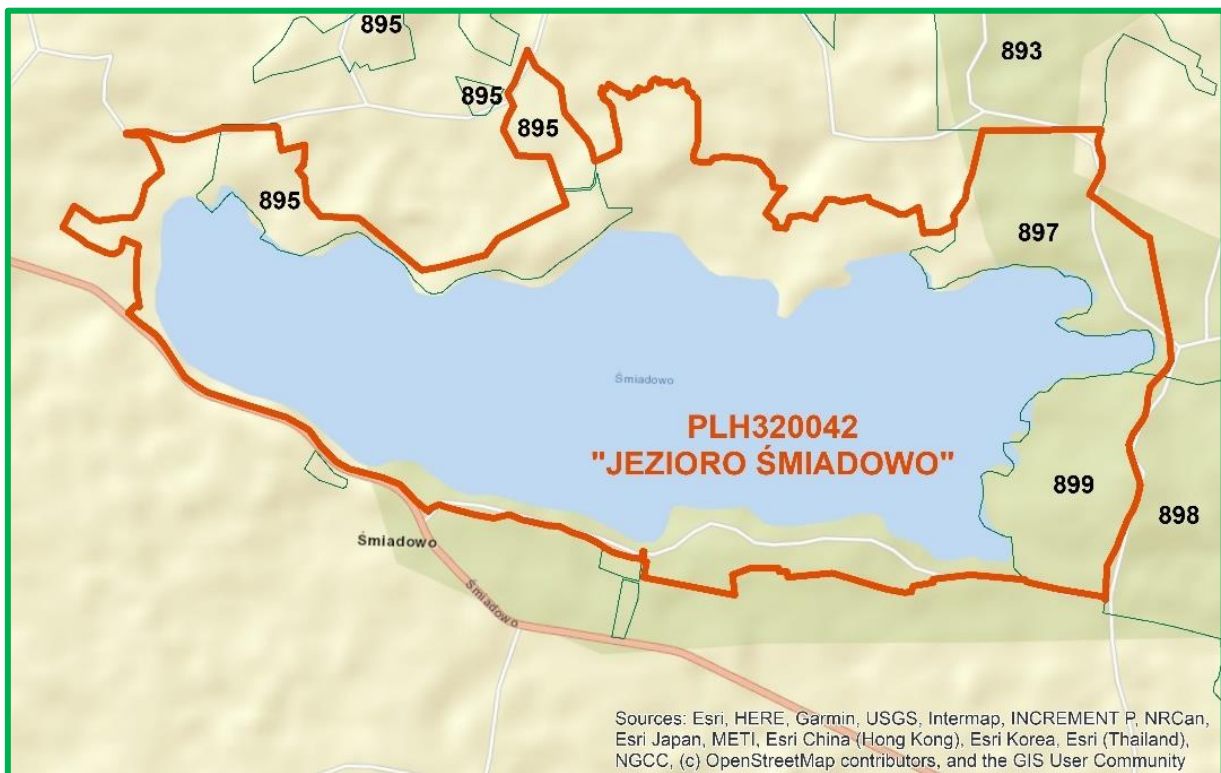 895
893
895
895
895
897
Śmiadowo
PLH320042
"JEZIORO ŚMIADOWO"
899
898
Śmiadowo
Śmiadowo
Sources: Esri, HERE, Garmin, USGS, Intermap, INCREMENT P, NRCan,
Esri Japan, METI, Esri China (Hong Kong), Esri Korea, Esri (Thailand),
NGCC, (c) OpenStreetMap contributors, and the GIS User Community